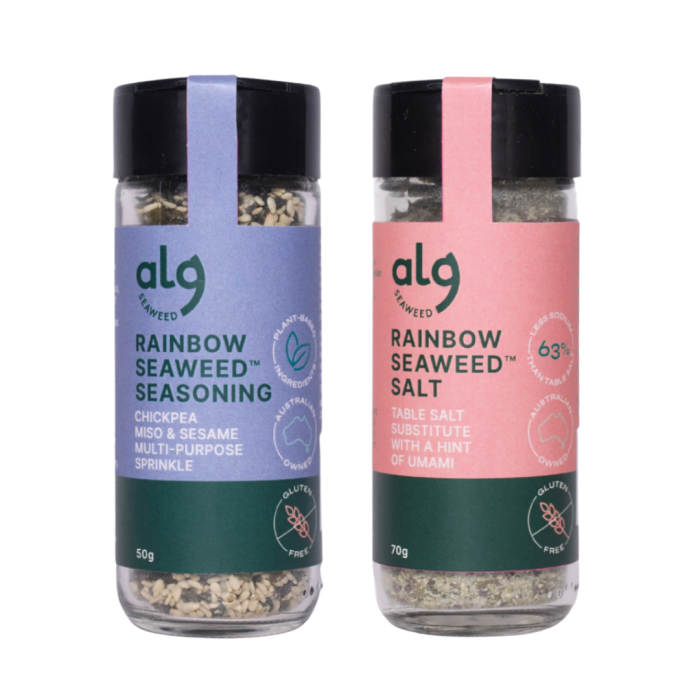 alg
SEAWEED
RAINBOW
SEAWEED™
SEASONING
PLANT-BASED
INGREDIENTS
CHICKPEA
MISO & SESAME
MULTI-PURPOSE
SPRINKLE
AUSTRALIAN
OWNED
GLUTEN
FREE
50g
alg
SEAWEED
RAINBOW
SEAWEED™
SALT
LESS SODIUM
63%
THAN TABLE SALT
TABLE SALT
SUBSTITUTE
WITH A HINT
OF UMAMI
AUSTRALIAN
OWNED
GLUTEN
FREE
70g